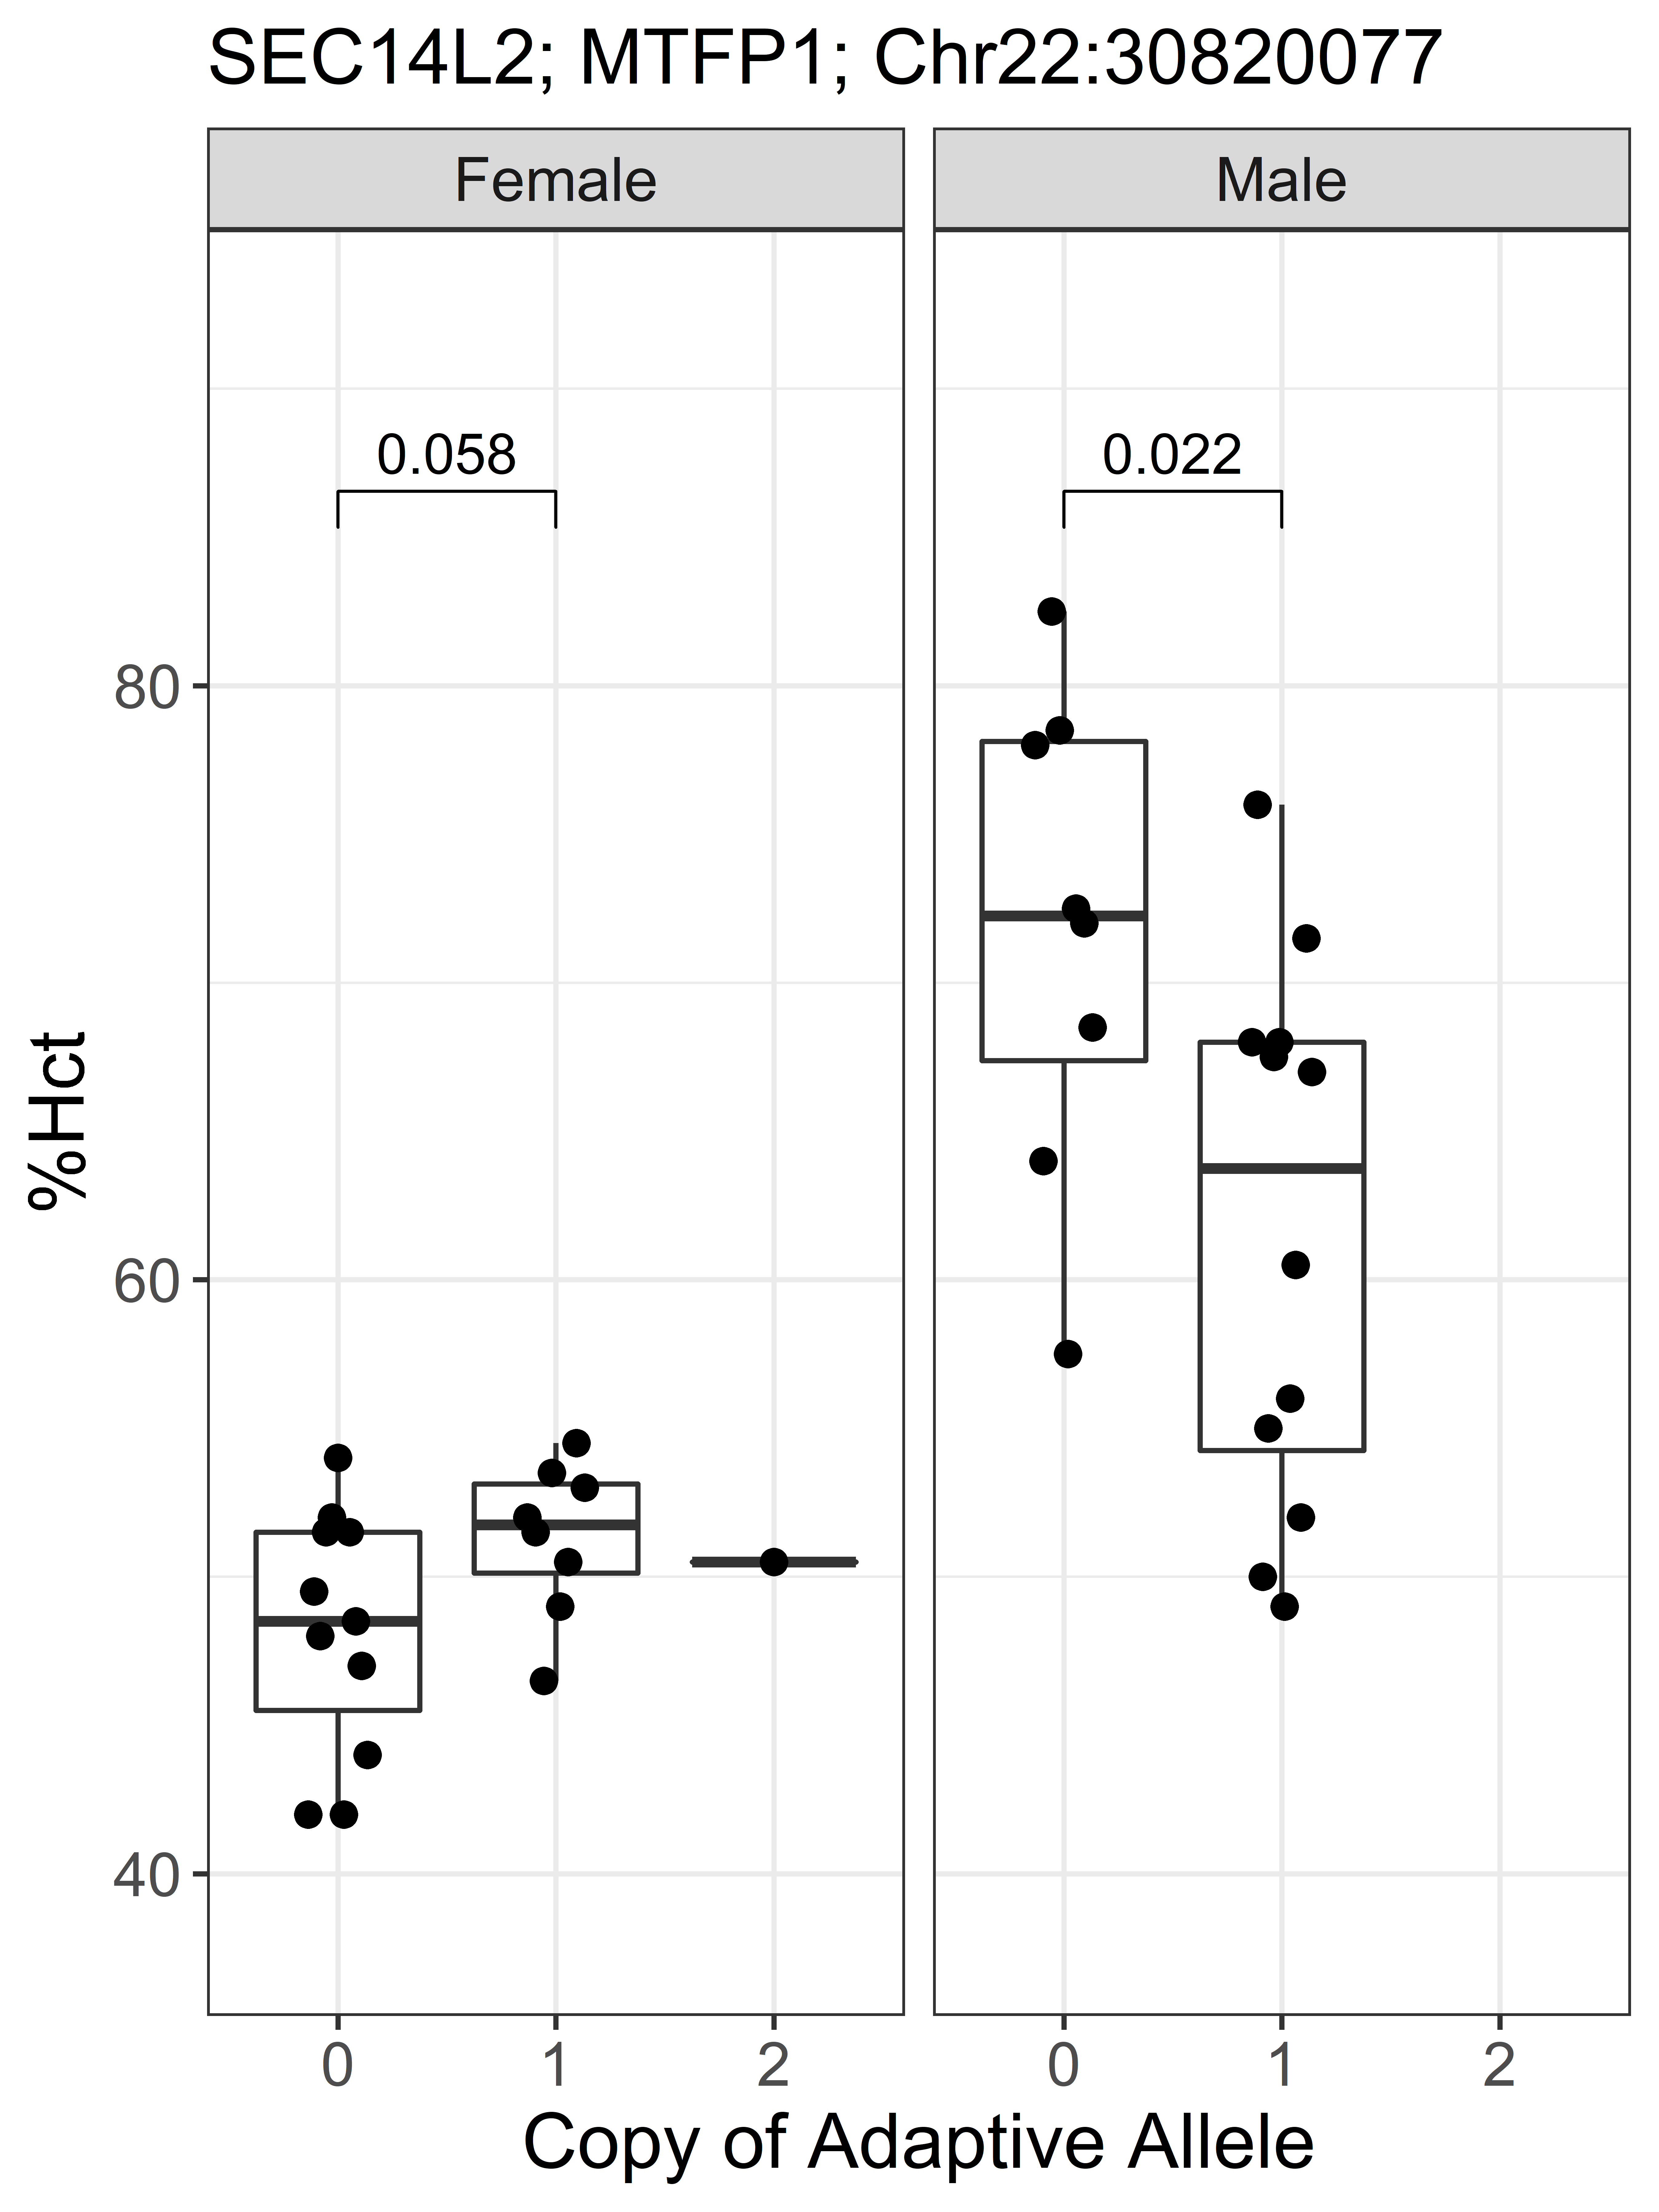 SEC14L2; MTFP1; Chr22:30820077
Female
Male
0.058
0.022
80
60
40
%Hct
0 1 2
0 1 2
Copy of Adaptive Allele